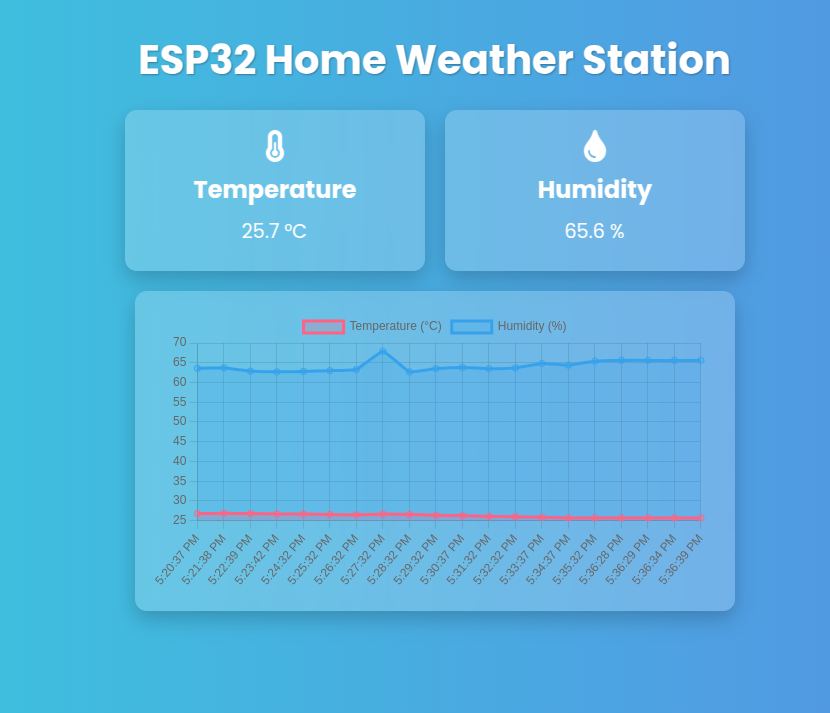 ESP32 Home Weather Station
Temperature
25.7 ºC
Humidity
65.6 %
Temperature (°C) Humidity (%)
70
65
60
55
50
45
40
35
30
25
5:20:37 PM
5:21:38 PM
5:22:39 PM
5:23:42 PM
5:24:32 PM
5:25:32 PM
5:26:32 PM
5:27:32 PM
5:28:32 PM
5:29:32 PM
5:30:37 PM
5:31:32 PM
5:32:32 PM
5:33:37 PM
5:34:37 PM
5:35:32 PM
5:36:28 PM
5:36:29 PM
5:36:34 PM
5:36:39 PM